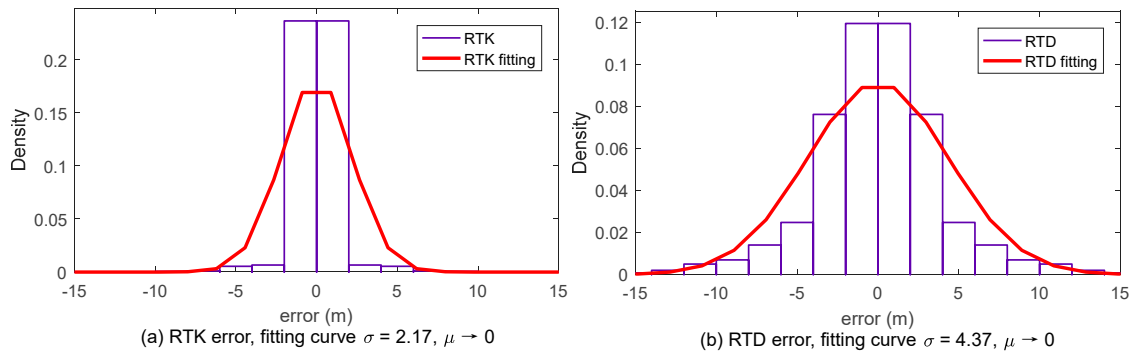 RTK
RTK fitting
0.2
0.15
0.1
0.05
0
Density
-15 -10 -5 0 5 10 15
error (m)
(a) RTK error, fitting curve σ = 2.17, μ → 0
RTD
RTD fitting
0.12
0.1
0.08
0.06
0.04
0.02
0
Density
-15 -10 -5 0 5 10 15
error (m)
(b) RTD error, fitting curve σ = 4.37, μ → 0